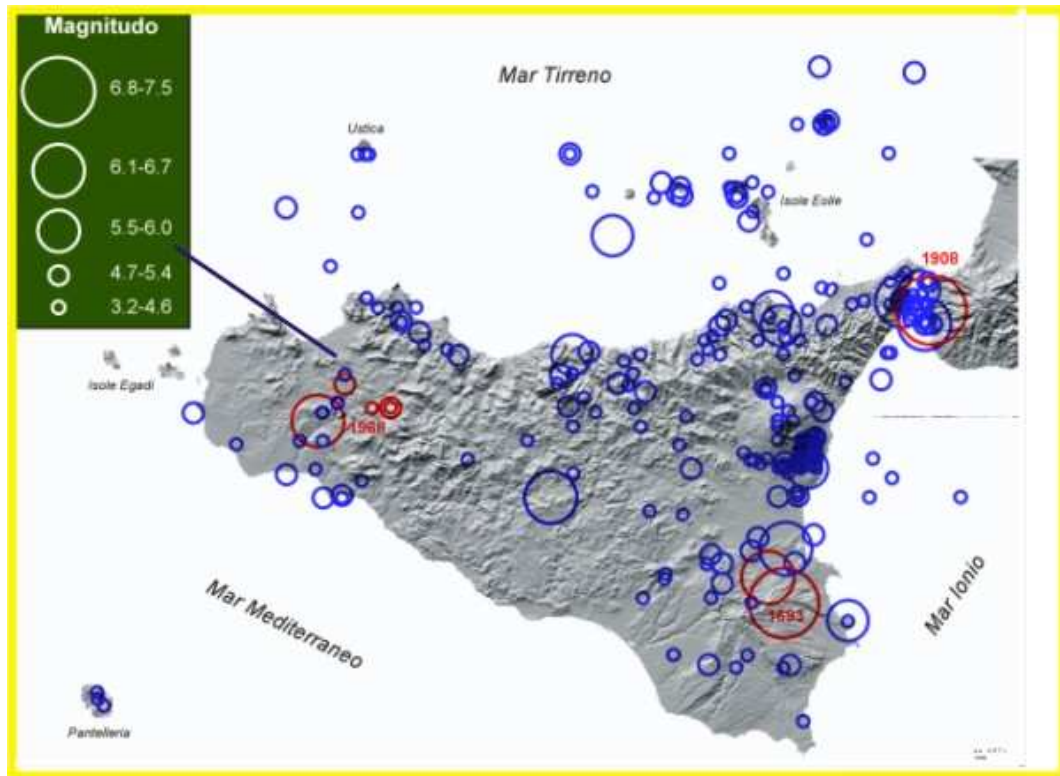 Magnitudo
6.8-7.5
6.1-6.7
5.5-6.0
4.7-5.4
3.2-4.6
Mar Tirreno
Ustica
Isole Eolie
1908
Isole Egadi
1968
Mar Ionio
1693
Mar Mediterraneo
Pantelleria